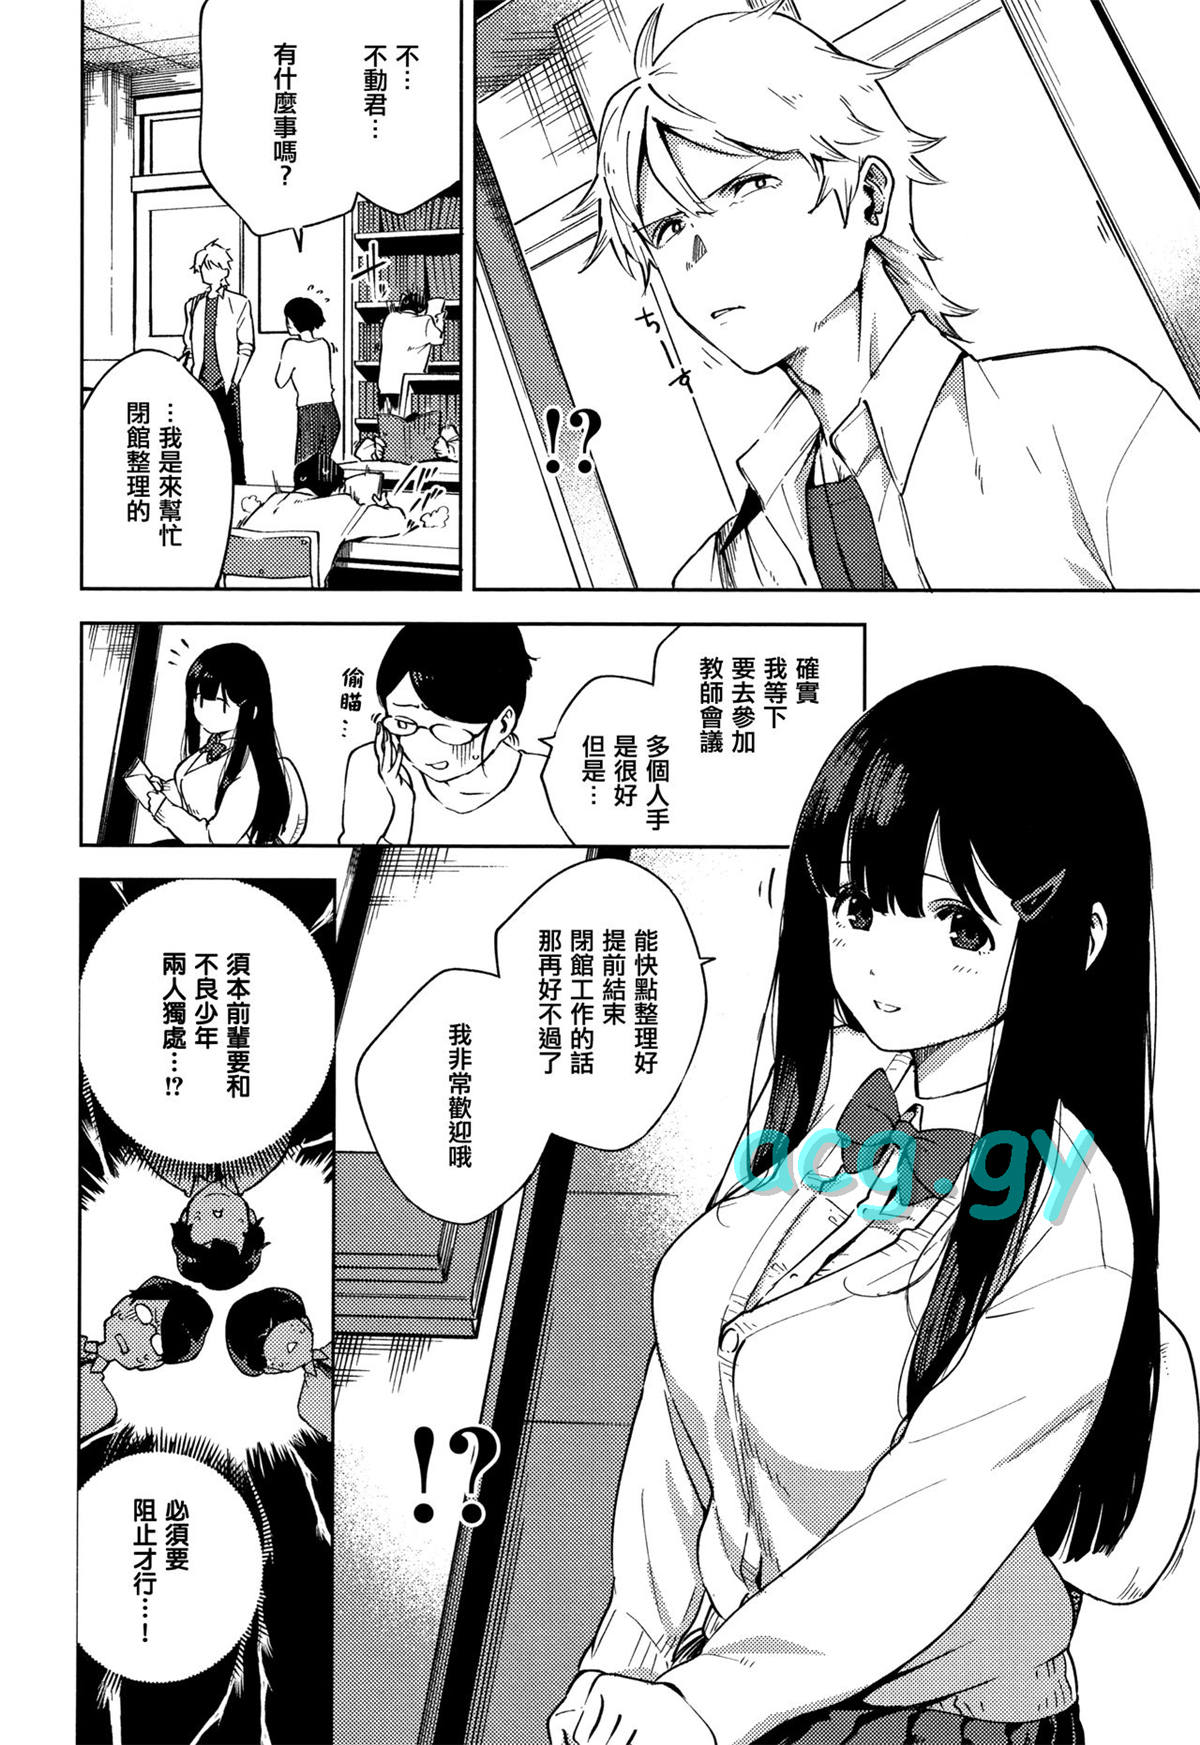 ちーーす
!?
不…
不動君…
有什麼事嗎？
…我是來幫忙
閉館整理的
確實
我等下
要去參加
教師會議
多個人手
是很好
但是…
偷瞄…
能快點整理好
提前結束
閉館工作的話
那再好不過了
我非常歡迎哦
!?
須本前輩要和
不良少年
兩人獨處…!?
必須要
阻止才行…！
acg.gy